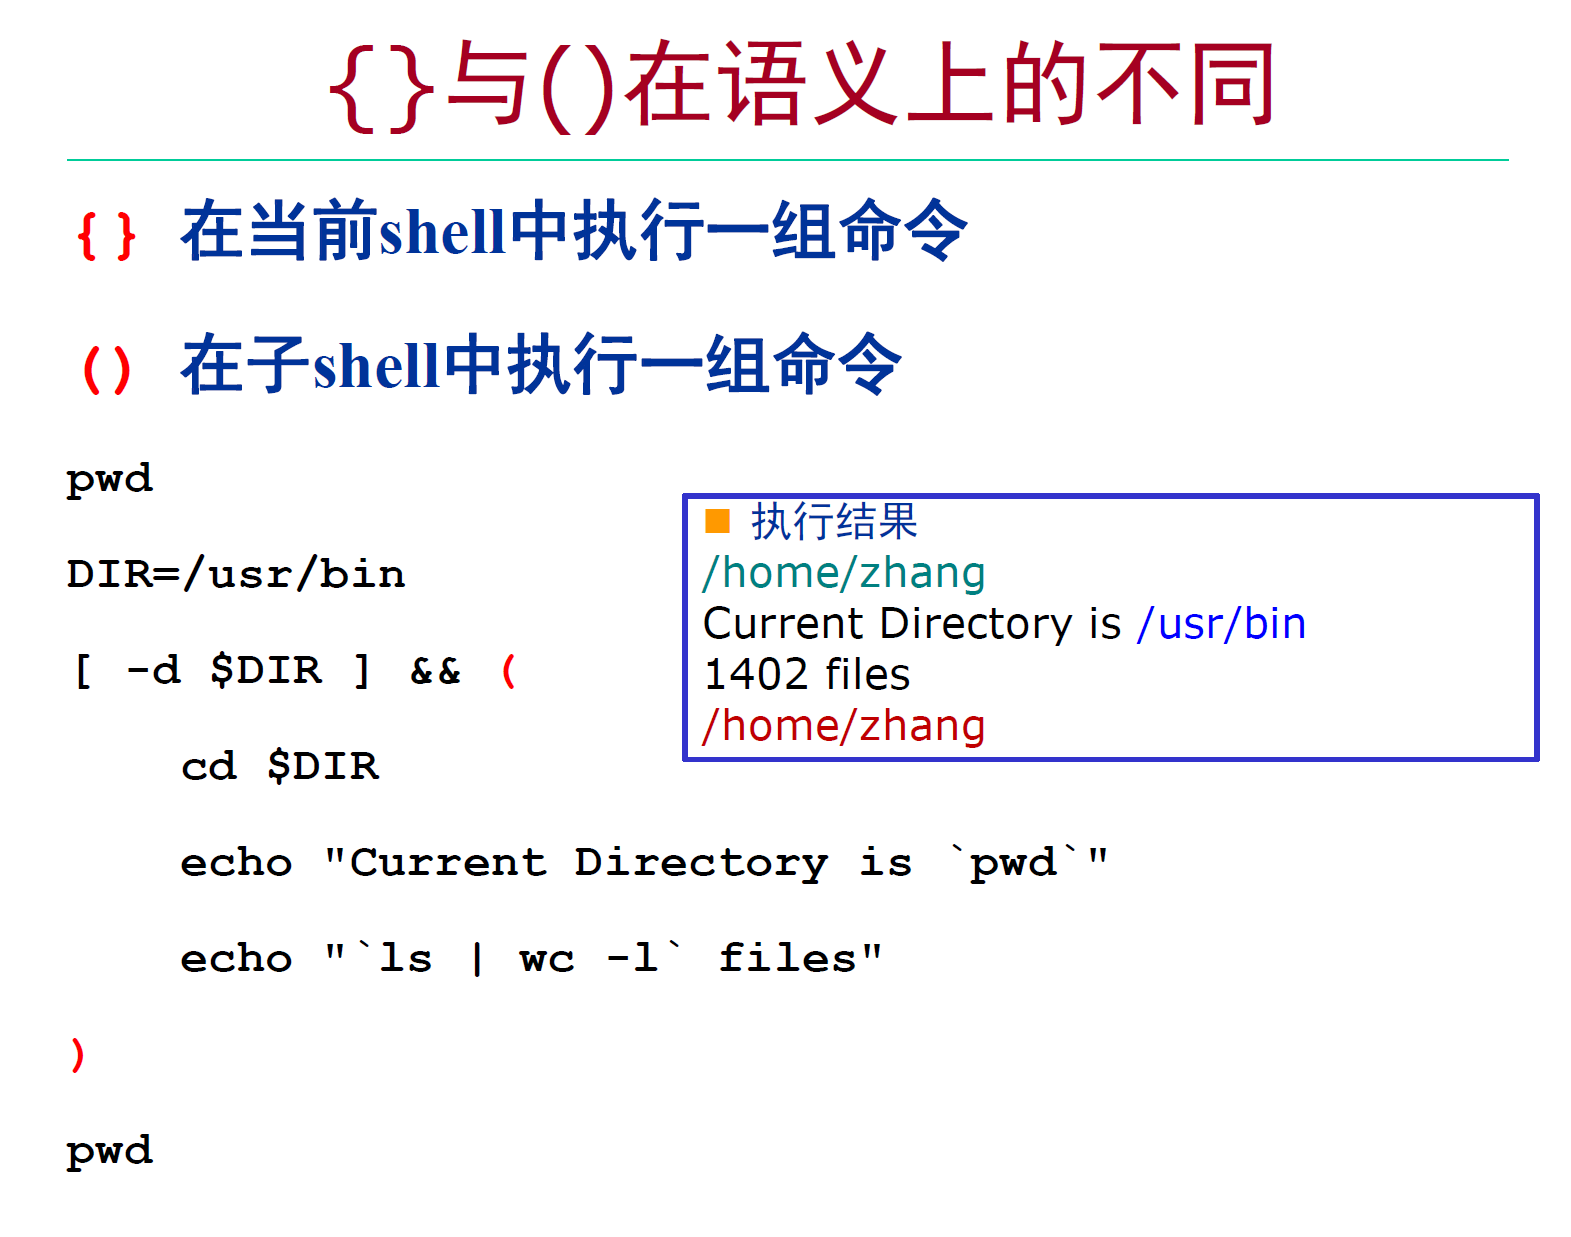 {}与()在语义上的不同
{} 在当前shell中执行一组命令
() 在子shell中执行一组命令
pwd
DIR=/usr/bin
[ -d $DIR ] && (
cd $DIR
echo "Current Directory is `pwd`"
echo "`ls | wc -l` files"
)
pwd
执行结果
/home/zhang
Current Directory is /usr/bin
1402 files
/home/zhang